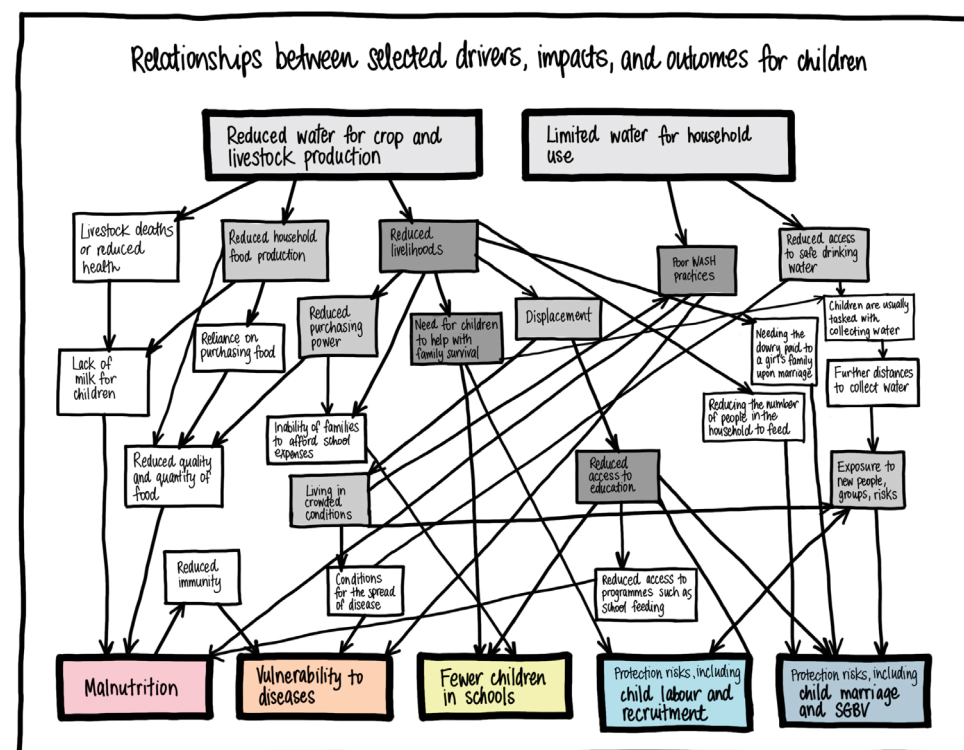 Relationships between selected drivers, impacts, and outcomes for children
Reduced water for crop and
livestock production
Limited water for household
use
Livestock deaths
or reduced
health
Reduced household
food production
Reduced
livelihoods
Poor WASH
practices
Reduced access
to safe drinking
water
Reduced
purchasing
power
Need for children
to help with
family survival
Displacement
Children are usually
tasked with
collecting water
Reliance on
purchasing food
Needing the
dowry paid to
a girl's family
upon marriage
Lack of
milk for
children
Further distances
to collect water
Reducing the number
of people in the
household to feed
Inability of families
to afford school
expenses
Reduced quality
and quantity of
food
Living in
crowded
conditions
Reduced
access to
education
Exposure to
new people,
groups, risks
Reduced
immunity
Conditions
for the spread
of disease
Reduced access to
programmes such as
school feeding
Malnutrition
Vulnerability to
diseases
Fewer children
in schools
Protection risks, including
child labour and
recruitment
Protection risks, including
child marriage
and SGBV